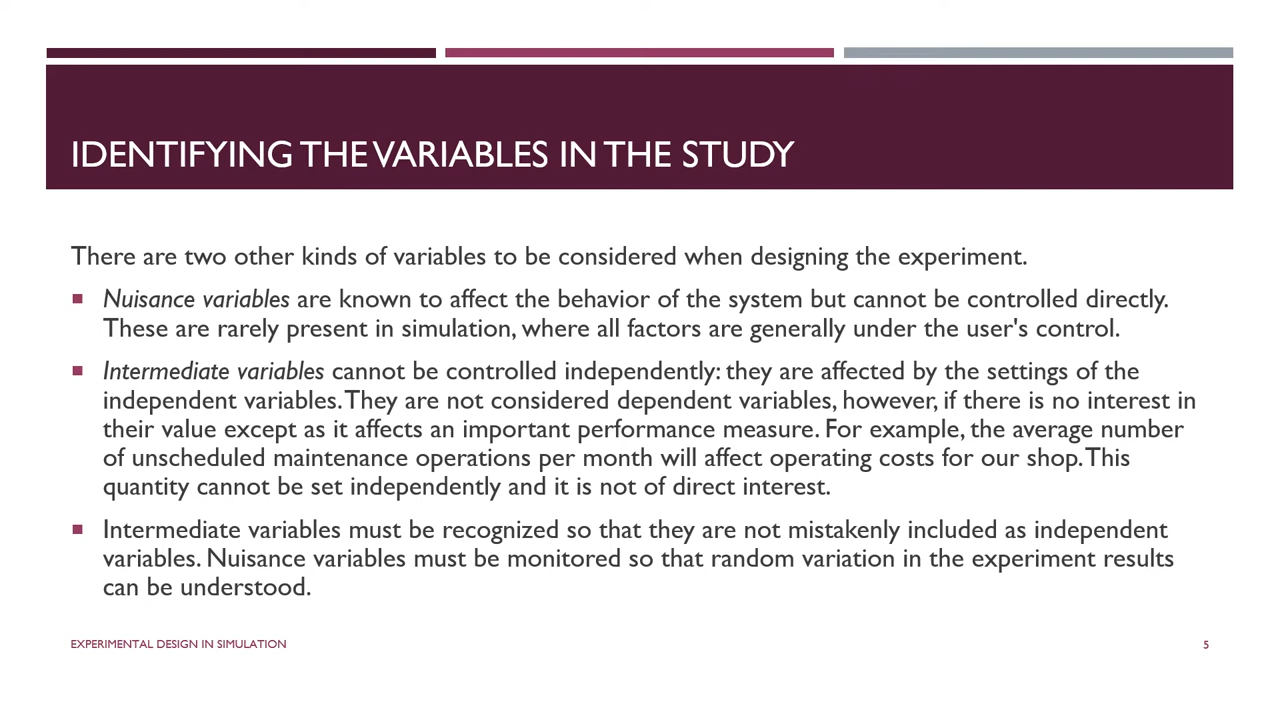 IDENTIFYING THE VARIABLES IN THE STUDY
There are two other kinds of variables to be considered when designing the experiment.
Nuisance variables are known to affect the behavior of the system but cannot be controlled directly.
These are rarely present in simulation, where all factors are generally under the user's control.
Intermediate variables cannot be controlled independently: they are affected by the settings of the
independent variables. They are not considered dependent variables, however, if there is no interest in
their value except as it affects an important performance measure. For example, the average number
of unscheduled maintenance operations per month will affect operating costs for our shop. This
quantity cannot be set independently and it is not of direct interest.
Intermediate variables must be recognized so that they are not mistakenly included as independent
variables. Nuisance variables must be monitored so that random variation in the experiment results
can be understood.
EXPERIMENTAL DESIGN IN SIMULATION
5